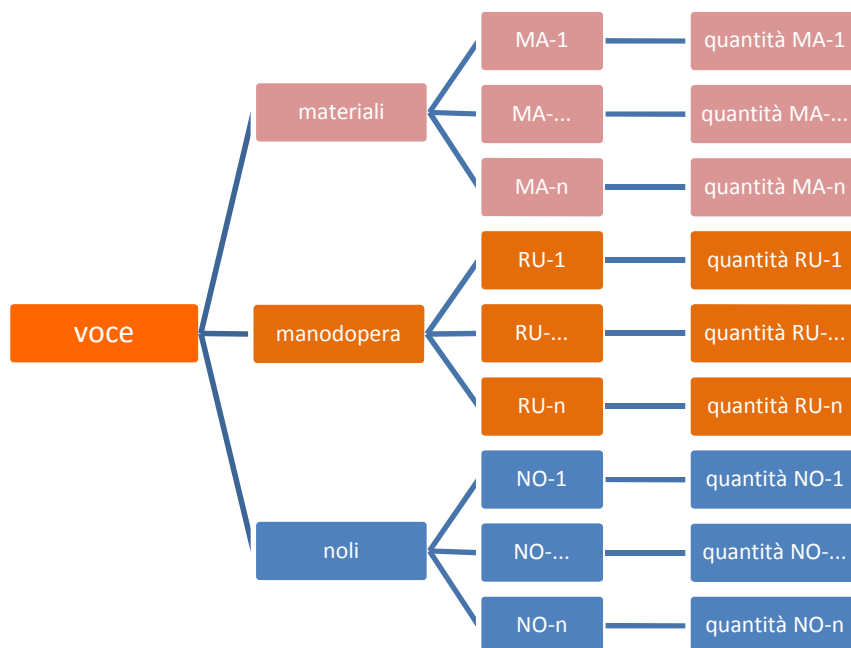 MA-1
quantità MA-1
materiali
MA-...
quantità MA-...
MA-n
quantità MA-n
RU-1
quantità RU-1
voce
manodopera
RU-...
quantità RU-...
RU-n
quantità RU-n
NO-1
quantità NO-1
noli
NO-...
quantità NO-...
NO-n
quantità NO-n